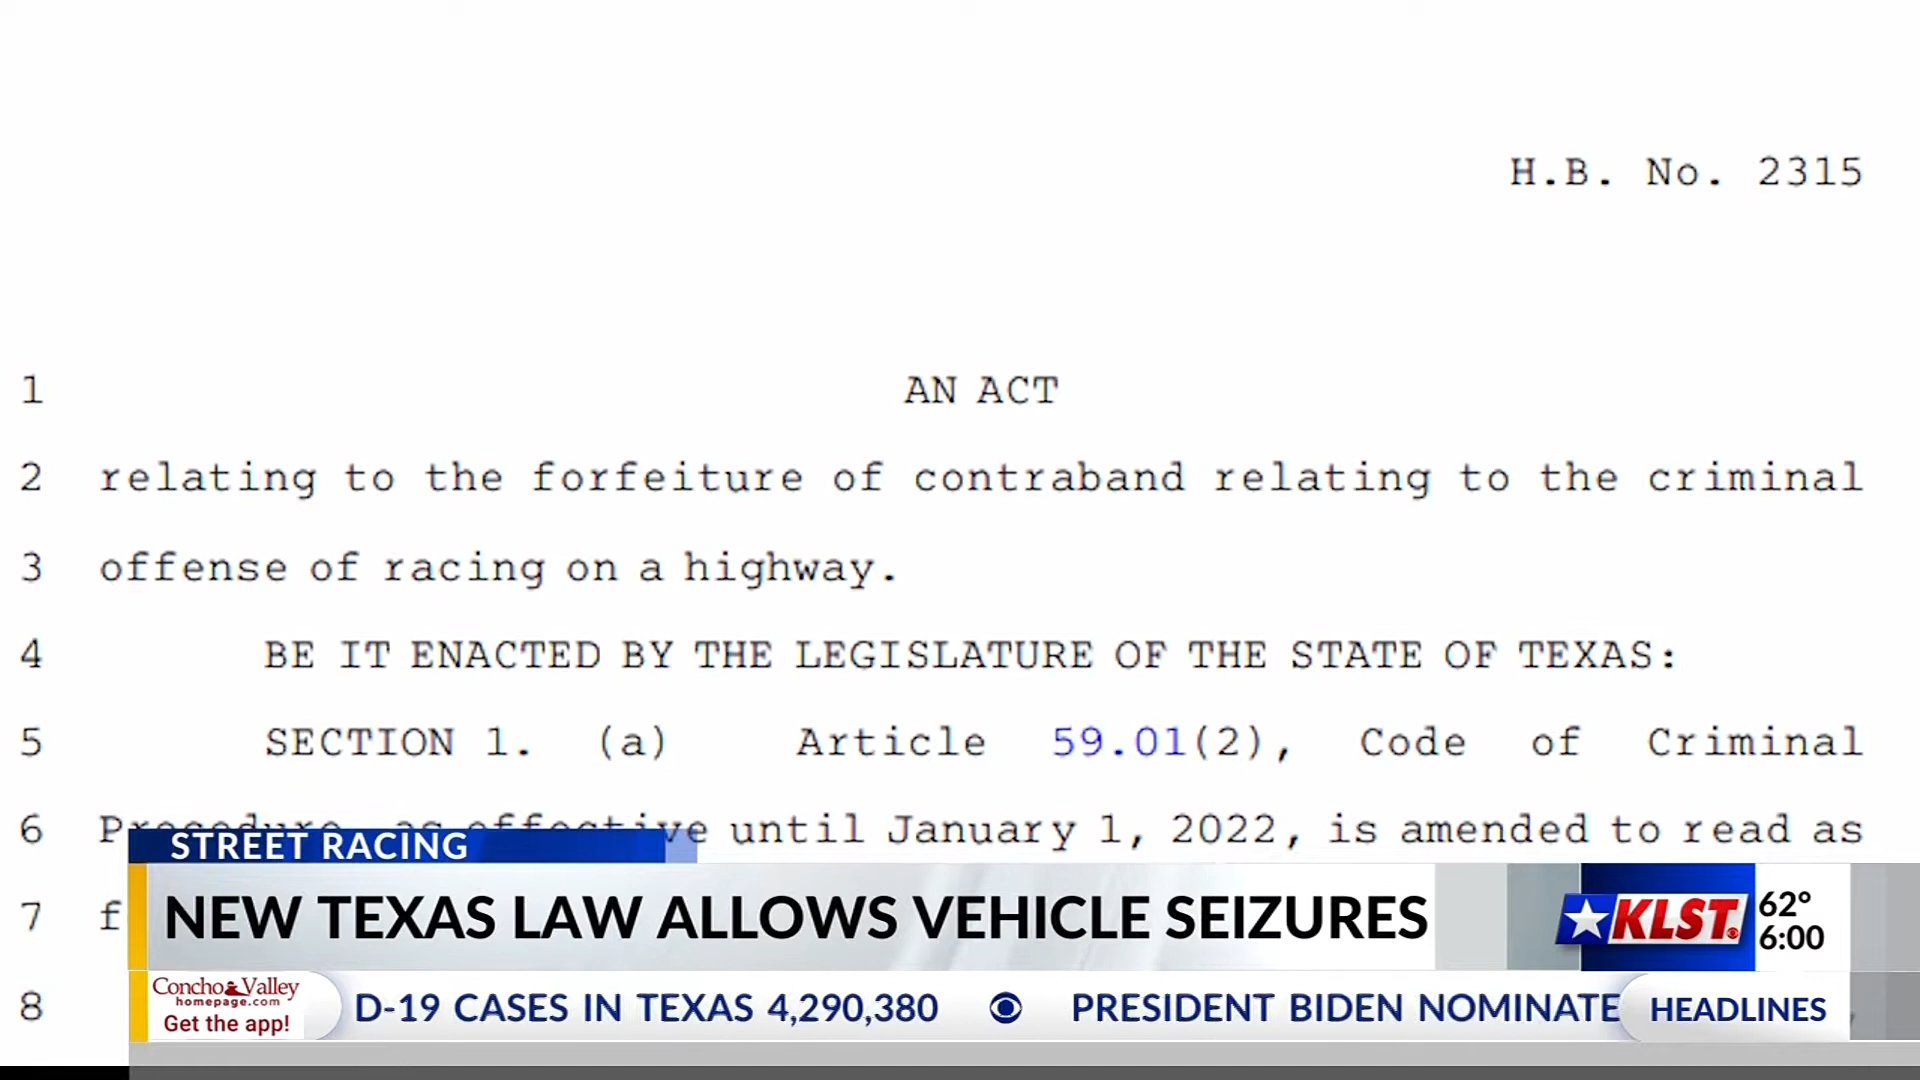 H.B. No. 2315
1 AN ACT
2 relating to the forfeiture of contraband relating to the criminal
3 offense of racing on a highway.
4 BE IT ENACTED BY THE LEGISLATURE OF THE STATE OF TEXAS:
5 SECTION 1. (a) Article 59.01(2), Code of Criminal
6 Procedure, as effective until January 1, 2022, is amended to read as
7 f
8
STREET RACING
NEW TEXAS LAW ALLOWS VEHICLE SEIZURES
KLST 62°
6:00
Concho Valley
homepage.com
Get the app!
D-19 CASES IN TEXAS 4,290,380 PRESIDENT BIDEN NOMINATE HEADLINES